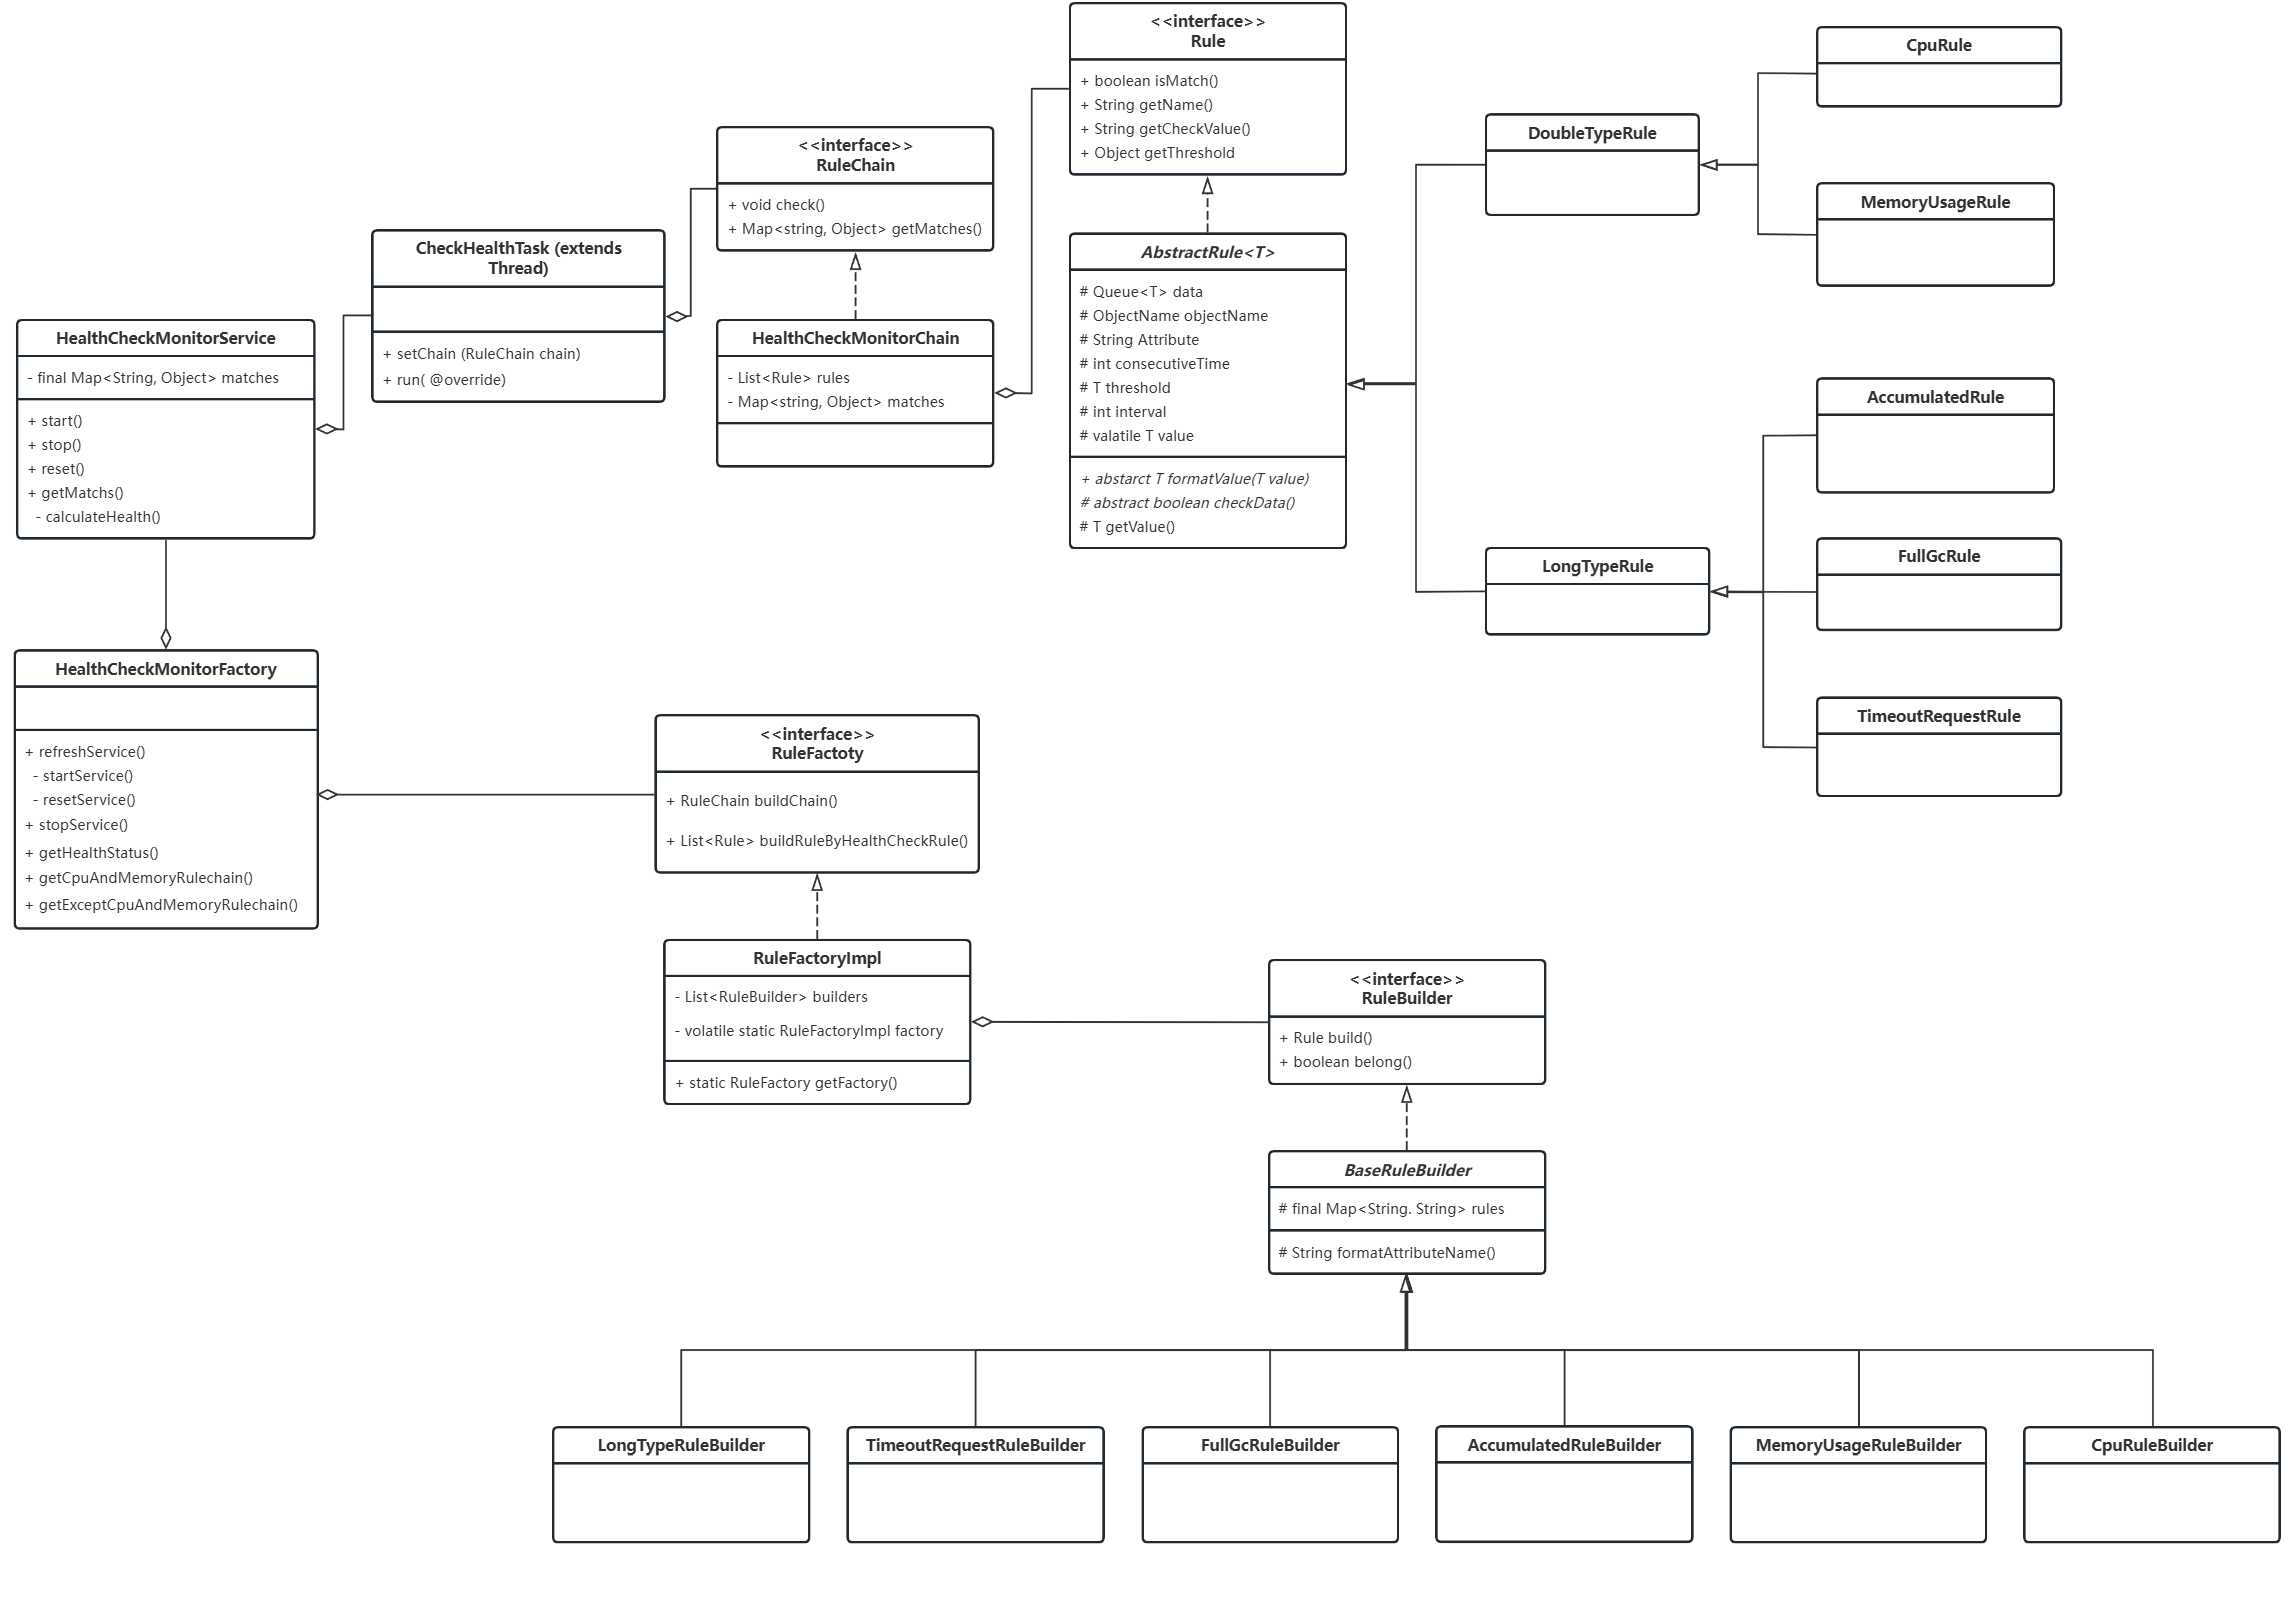 <<interface>>
Rule
+ boolean isMatch()
+ String getName()
+ String getCheckValue()
+ Object getThreshold
CpuRule
DoubleTypeRule
MemoryUsageRule
<<interface>>
RuleChain
+ void check()
+ Map<string, Object> getMatches()
CheckHealthTask (extends
Thread)
+ setChain (RuleChain chain)
+ run( @override)
AbstractRule<T>
# Queue<T> data
# ObjectName objectName
# String Attribute
# int consecutiveTime
# T threshold
# int interval
# valatile T value
+ abstarct T formatValue(T value)
# abstract boolean checkData()
# T getValue()
HealthCheckMonitorService
- final Map<String, Object> matches
+ start()
+ stop()
+ reset()
+ getMatchs()
- calculateHealth()
HealthCheckMonitorChain
- List<Rule> rules
- Map<string, Object> matches
AccumulatedRule
LongTypeRule
FullGcRule
TimeoutRequestRule
HealthCheckMonitorFactory
+ refreshService()
- startService()
- resetService()
+ stopService()
+ getHealthStatus()
+ getCpuAndMemoryRulechain()
+ getExceptCpuAndMemoryRulechain()
<<interface>>
RuleFactoty
+ RuleChain buildChain()
+ List<Rule> buildRuleByHealthCheckRule()
RuleFactoryImpl
- List<RuleBuilder> builders
- volatile static RuleFactoryImpl factory
+ static RuleFactory getFactory()
<<interface>>
RuleBuilder
+ Rule build()
+ boolean belong()
BaseRuleBuilder
# final Map<String. String> rules
# String formatAttributeName()
LongTypeRuleBuilder
TimeoutRequestRuleBuilder
FullGcRuleBuilder
AccumulatedRuleBuilder
MemoryUsageRuleBuilder
CpuRuleBuilder